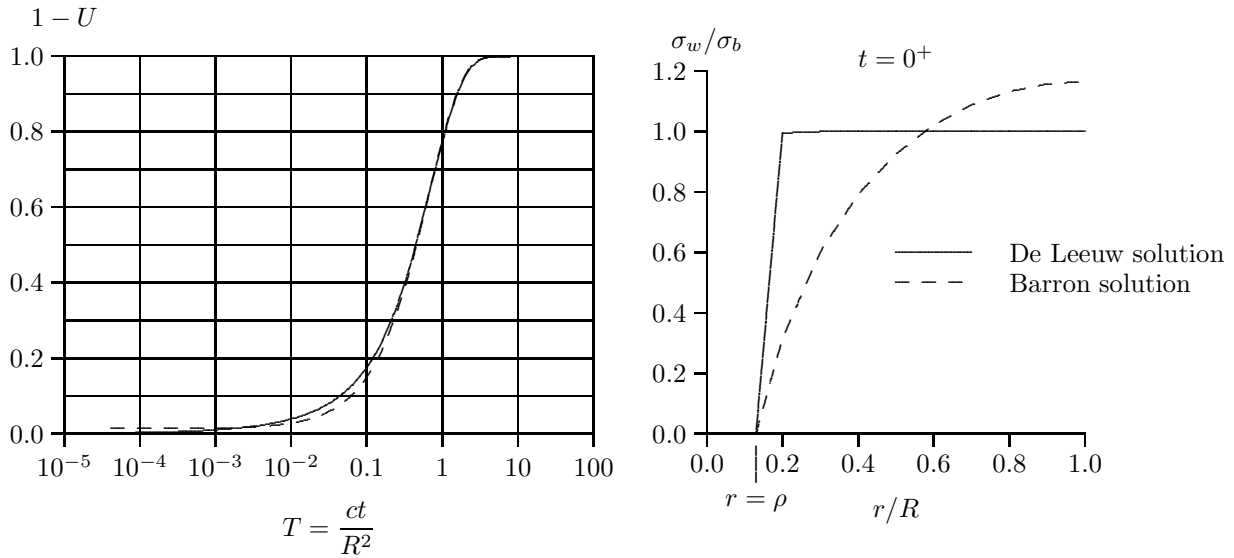 1 − U
1.0
0.8
0.6
0.4
0.2
0.0
10⁻⁵ 10⁻⁴ 10⁻³ 10⁻² 0.1 1 10 100
T = ct/R²
σ_w/σ_b
t = 0⁺
1.2
1.0
0.8
0.6
0.4
0.2
0.0
De Leeuw solution
Barron solution
0.0 0.2 0.4 0.6 0.8 1.0
r = ρ
r/R